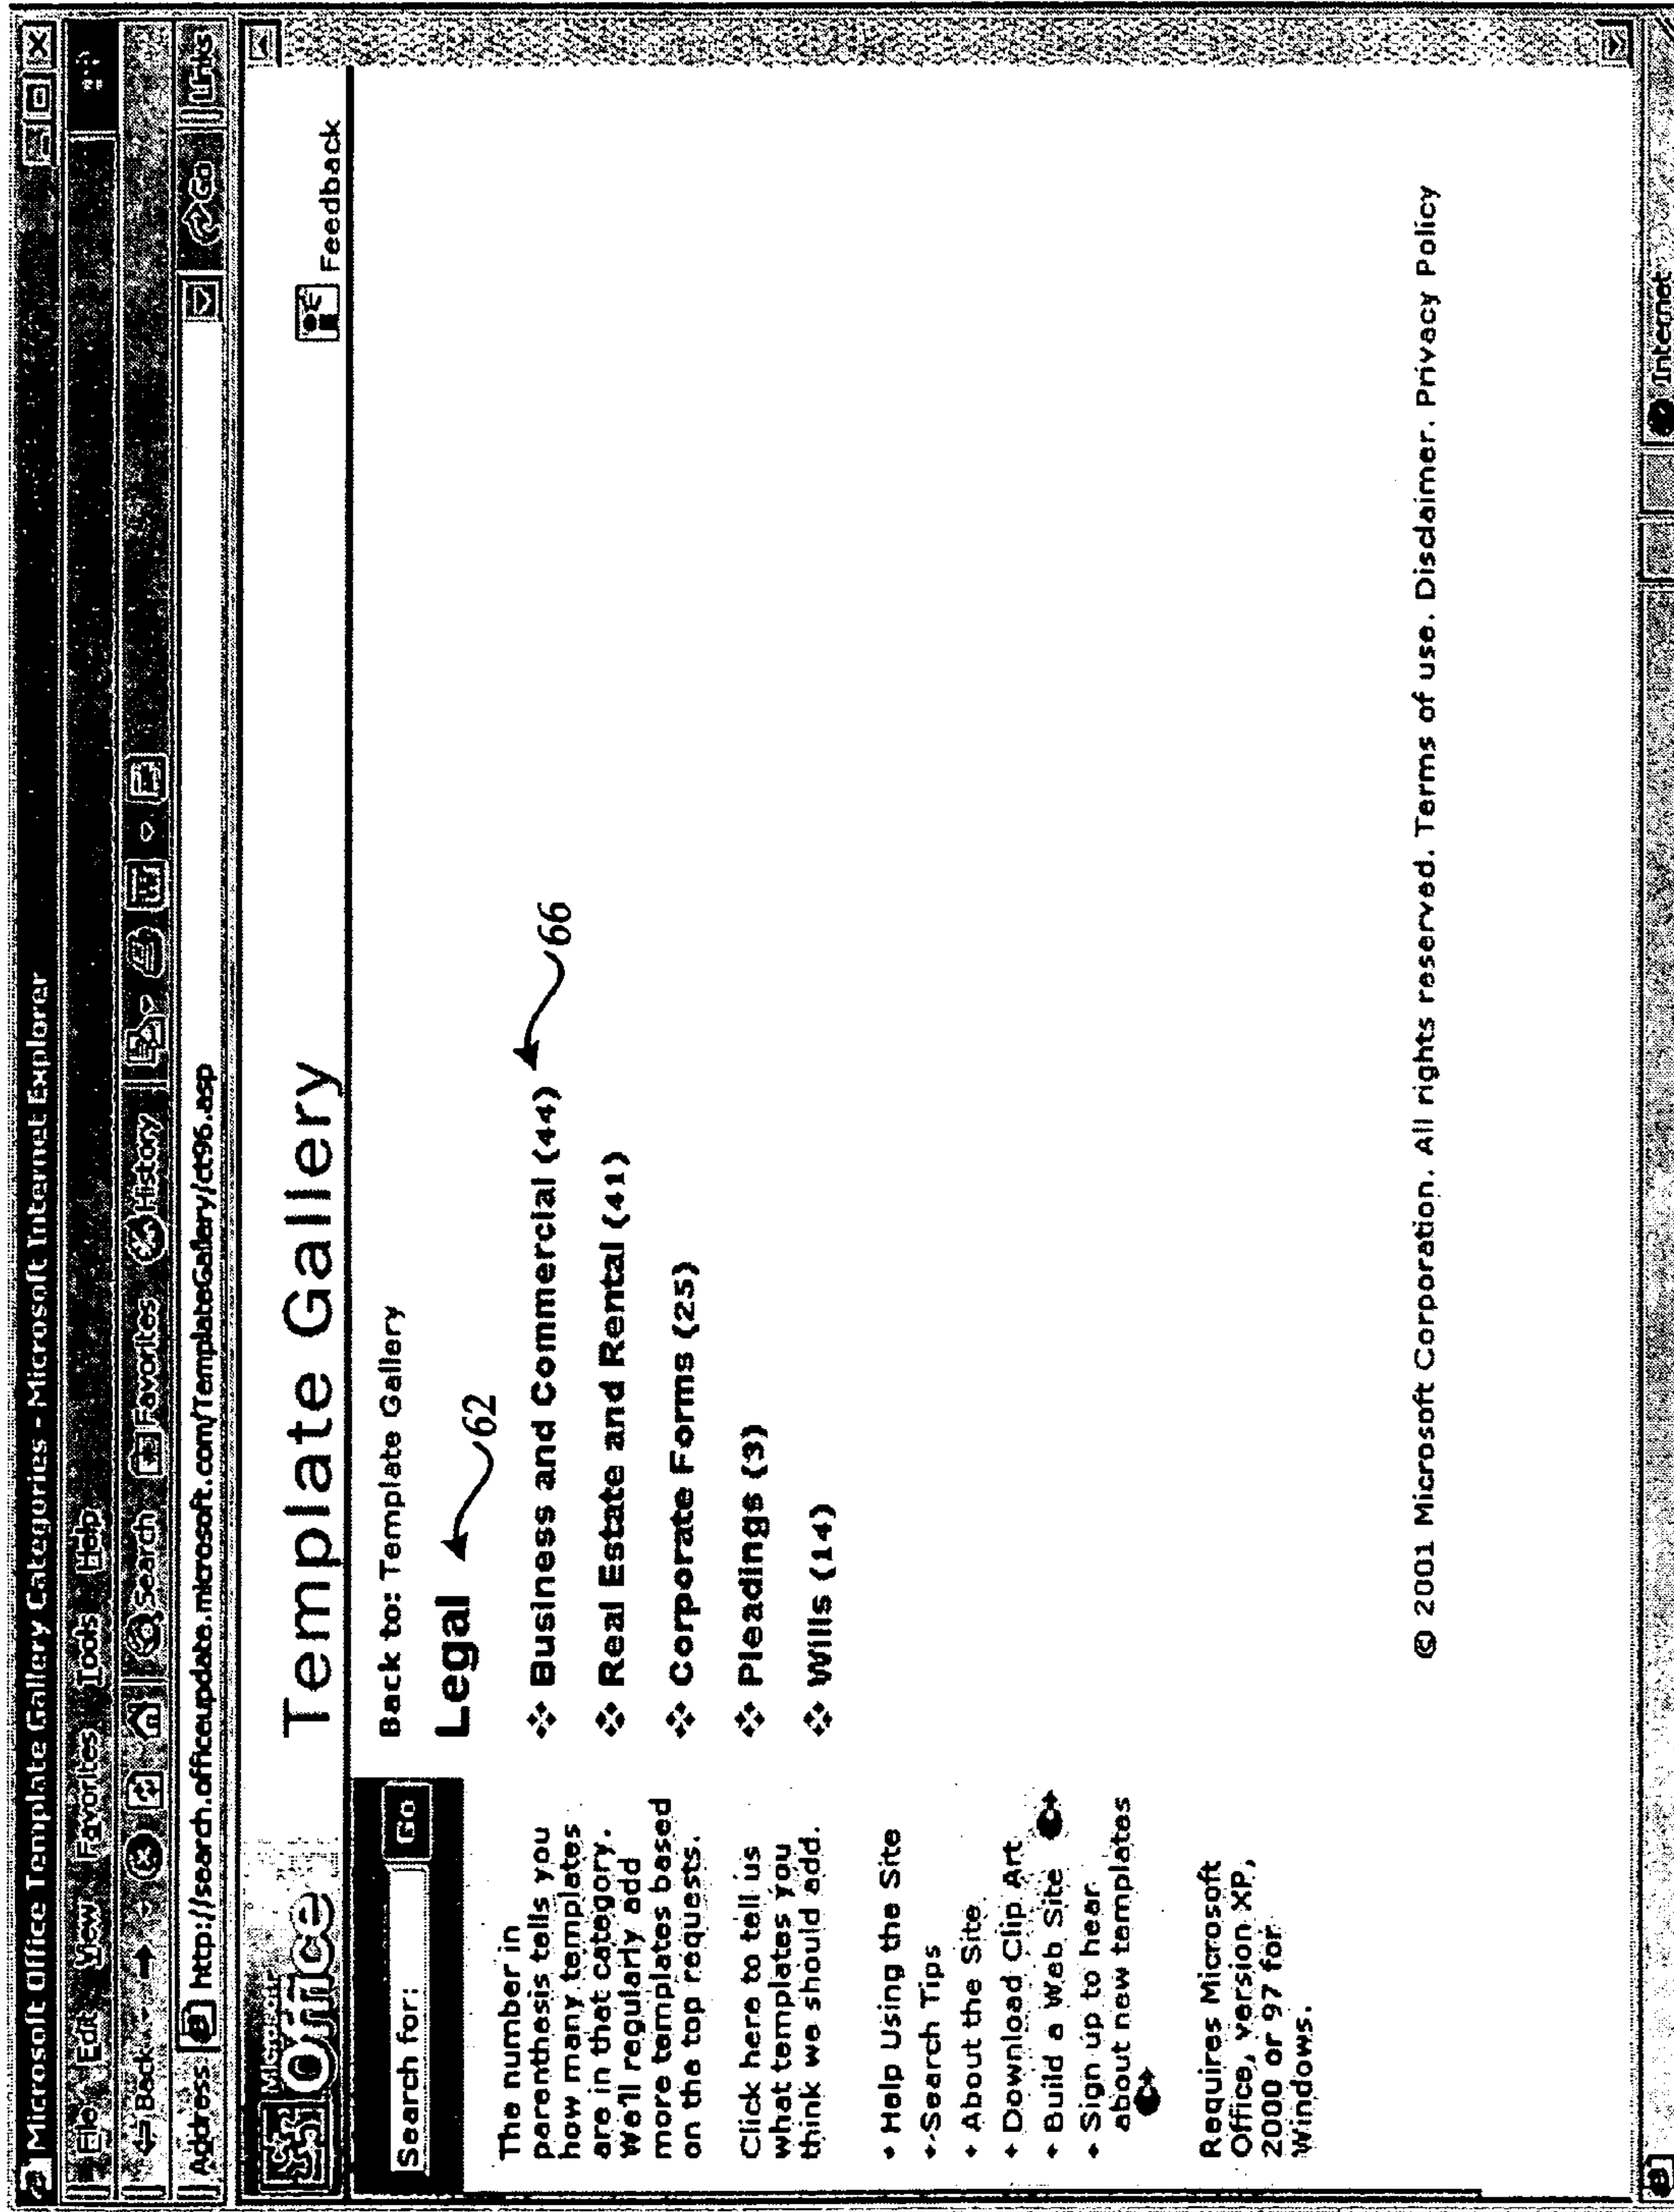 Microsoft Office Template Gallery Categories - Microsoft Internet Explorer
File Edit View Favorites Tools Help
Back Search Favorites History
Address http://search.officeupdate.microsoft.com/TemplateGallery/ct96.asp Go Links
Microsoft Office
Template Gallery
Feedback
Search for: GO
The number in
parenthesis tells you
how many templates
are in that category.
We'll regularly add
more templates based
on the top requests.
Click here to tell us
what templates you
think we should add.
Help Using the Site
Search Tips
About the Site
Download Clip Art
Build a Web Site
Sign up to hear
about new templates
Requires Microsoft
Office, version XP,
2000 or 97 for
Windows.
Back to: Template Gallery
Legal 62
Business and Commercial (44) 66
Real Estate and Rental (41)
Corporate Forms (25)
Pleadings (3)
Wills (14)
© 2001 Microsoft Corporation. All rights reserved. Terms of use. Disclaimer. Privacy Policy
Internet